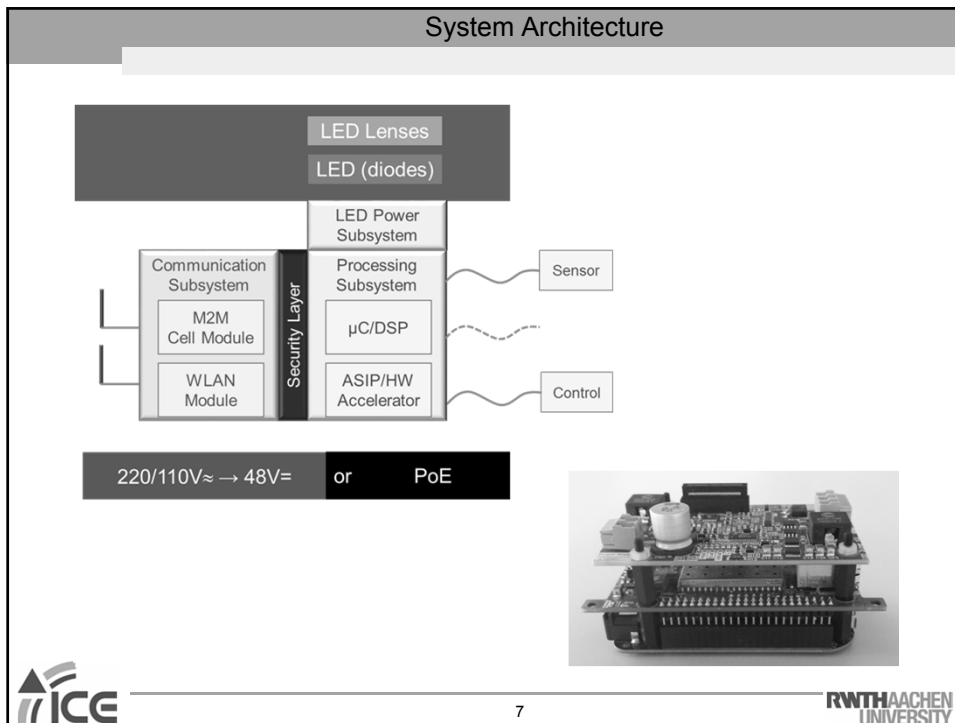 System Architecture
LED Lenses
LED (diodes)
LED Power
Subsystem
Communication
Subsystem
M2M
Cell Module
WLAN
Module
Security Layer
Processing
Subsystem
µC/DSP
ASIP/HW
Accelerator
Sensor
Control
220/110V≈ → 48V=
or
PoE
ICE
7
RWTHAACHEN
UNIVERSITY